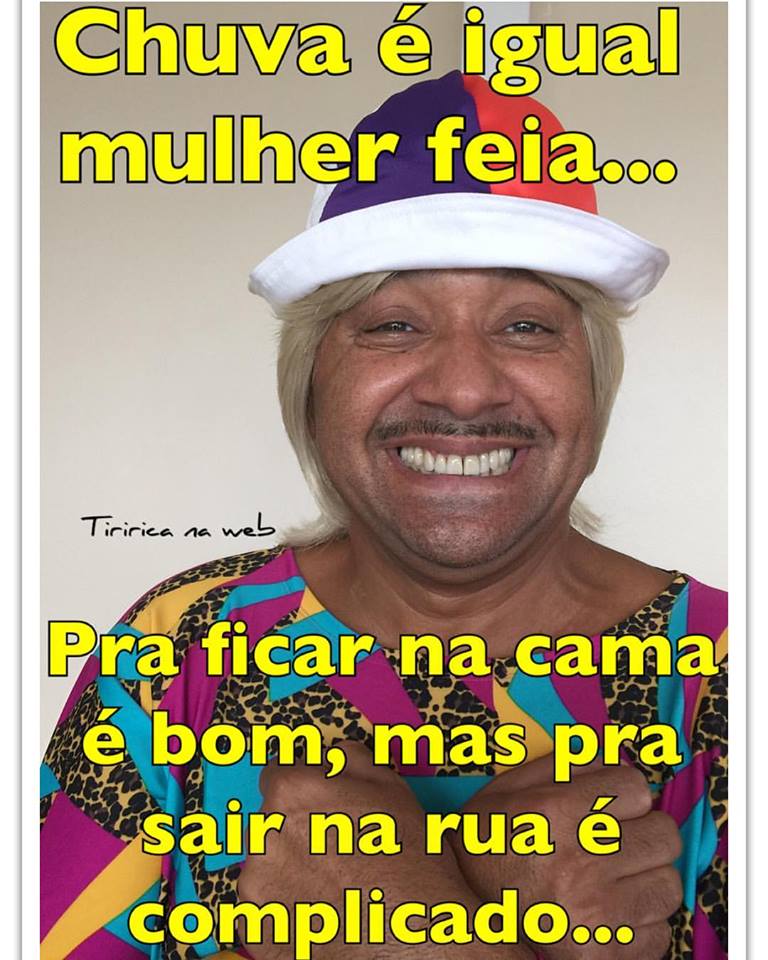 Chuva é igual
mulher feia...
Tiririca na web
Pra ficar na cama
é bom, mas pra
sair na rua é
complicado...